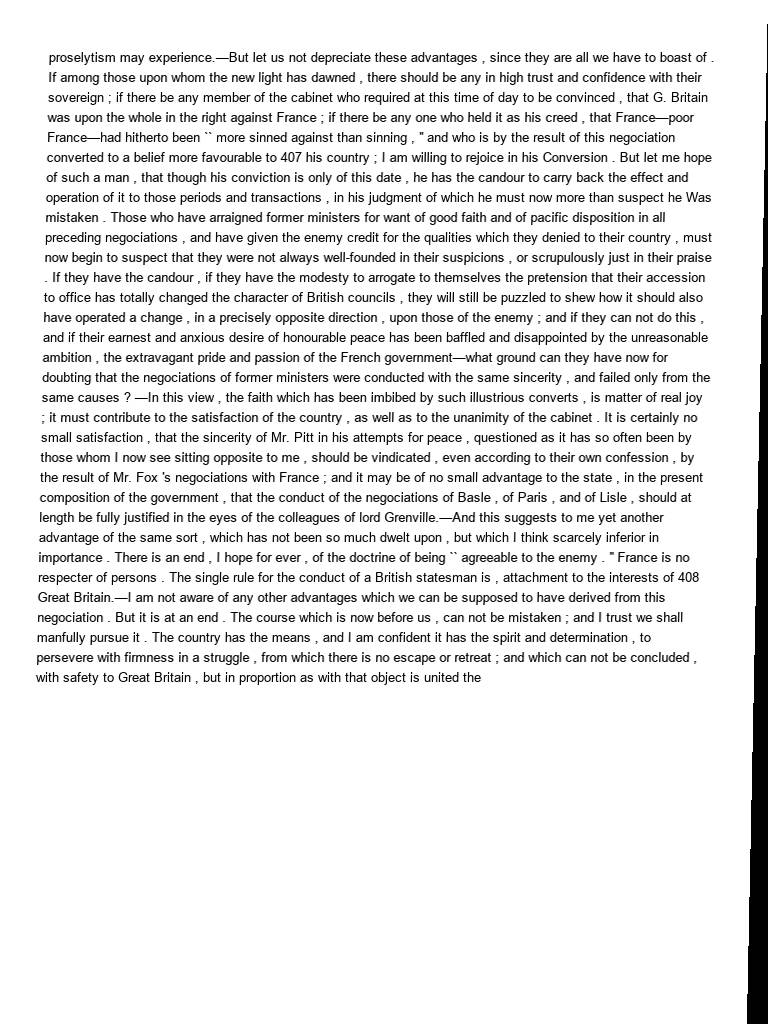 proselytism may experience.—But let us not depreciate these advantages , since they are all we have to boast of .
If among those upon whom the new light has dawned , there should be any in high trust and confidence with their
sovereign ; if there be any member of the cabinet who required at this time of day to be convinced , that G. Britain
was upon the whole in the right against France ; if there be any one who held it as his creed , that France—poor
France—had hitherto been `` more sinned against than sinning , " and who is by the result of this negociation
converted to a belief more favourable to 407 his country ; I am willing to rejoice in his Conversion . But let me hope
of such a man , that though his conviction is only of this date , he has the candour to carry back the effect and
operation of it to those periods and transactions , in his judgment of which he must now more than suspect he Was
mistaken . Those who have arraigned former ministers for want of good faith and of pacific disposition in all
preceding negociations , and have given the enemy credit for the qualities which they denied to their country , must
now begin to suspect that they were not always well-founded in their suspicions , or scrupulously just in their praise
. If they have the candour , if they have the modesty to arrogate to themselves the pretension that their accession
to office has totally changed the character of British councils , they will still be puzzled to shew how it should also
have operated a change , in a precisely opposite direction , upon those of the enemy ; and if they can not do this ,
and if their earnest and anxious desire of honourable peace has been baffled and disappointed by the unreasonable
ambition , the extravagant pride and passion of the French government—what ground can they have now for
doubting that the negociations of former ministers were conducted with the same sincerity , and failed only from the
same causes ? —In this view , the faith which has been imbibed by such illustrious converts , is matter of real joy
; it must contribute to the satisfaction of the country , as well as to the unanimity of the cabinet . It is certainly no
small satisfaction , that the sincerity of Mr. Pitt in his attempts for peace , questioned as it has so often been by
those whom I now see sitting opposite to me , should be vindicated , even according to their own confession , by
the result of Mr. Fox 's negociations with France ; and it may be of no small advantage to the state , in the present
composition of the government , that the conduct of the negociations of Basle , of Paris , and of Lisle , should at
length be fully justified in the eyes of the colleagues of lord Grenville.—And this suggests to me yet another
advantage of the same sort , which has not been so much dwelt upon , but which I think scarcely inferior in
importance . There is an end , I hope for ever , of the doctrine of being `` agreeable to the enemy . " France is no
respecter of persons . The single rule for the conduct of a British statesman is , attachment to the interests of 408
Great Britain.—I am not aware of any other advantages which we can be supposed to have derived from this
negociation . But it is at an end . The course which is now before us , can not be mistaken ; and I trust we shall
manfully pursue it . The country has the means , and I am confident it has the spirit and determination , to
persevere with firmness in a struggle , from which there is no escape or retreat ; and which can not be concluded ,
with safety to Great Britain , but in proportion as with that object is united the